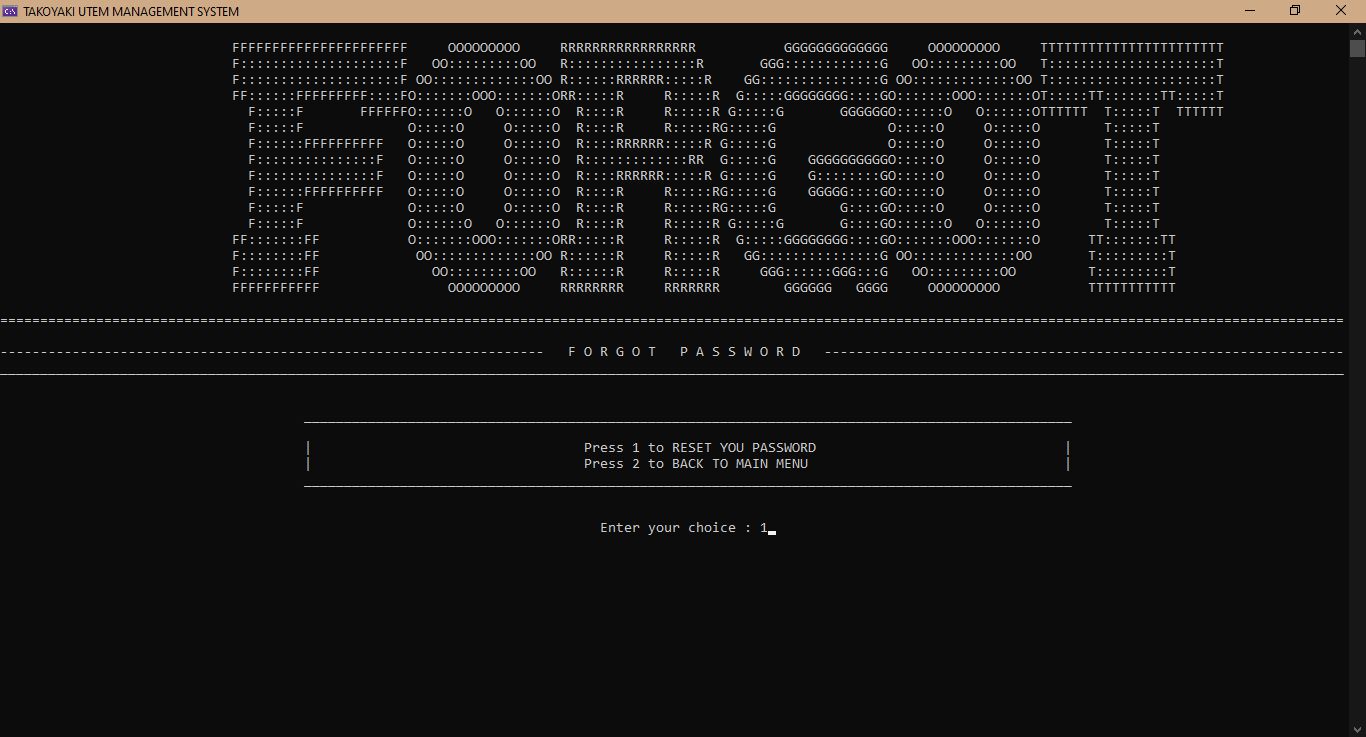 TAKOYAKI UTEM MANAGEMENT SYSTEM
FORGOT
F O R G O T   P A S S W O R D
Press 1 to RESET YOU PASSWORD
Press 2 to BACK TO MAIN MENU
Enter your choice : 1